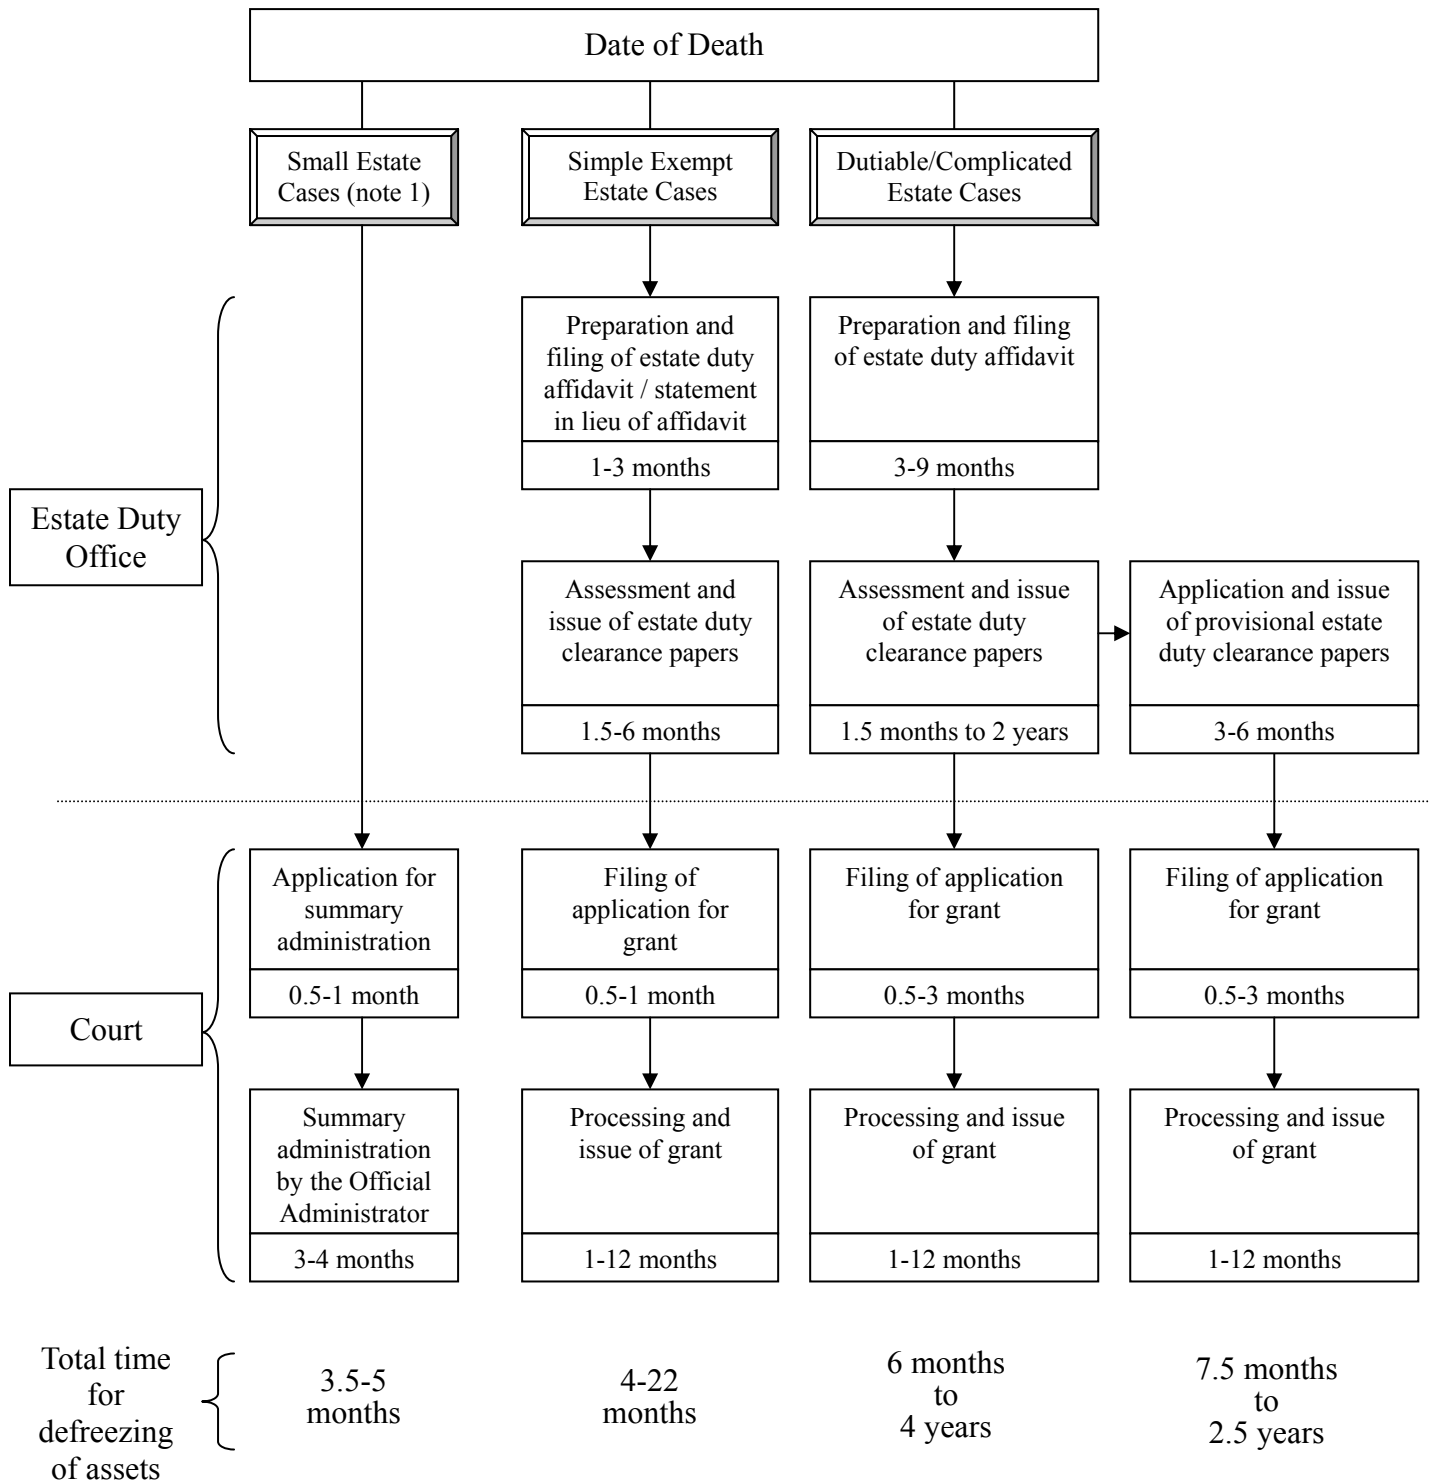 Date of Death
Small Estate
Cases (note 1)
Simple Exempt
Estate Cases
Dutiable/Complicated
Estate Cases
Estate Duty
Office
Preparation and
filing of estate duty
affidavit / statement
in lieu of affidavit
1-3 months
Preparation and filing
of estate duty affidavit
3-9 months
Assessment and
issue of estate duty
clearance papers
1.5-6 months
Assessment and issue
of estate duty
clearance papers
1.5 months to 2 years
Application and issue
of provisional estate
duty clearance papers
3-6 months
Court
Application for
summary
administration
0.5-1 month
Filing of
application for
grant
0.5-1 month
Filing of application
for grant
0.5-3 months
Filing of application
for grant
0.5-3 months
Summary
administration
by the Official
Administrator
3-4 months
Processing and
issue of grant
1-12 months
Processing and issue
of grant
1-12 months
Processing and issue
of grant
1-12 months
Total time
for
defreezing
of assets
3.5-5
months
4-22
months
6 months
to
4 years
7.5 months
to
2.5 years